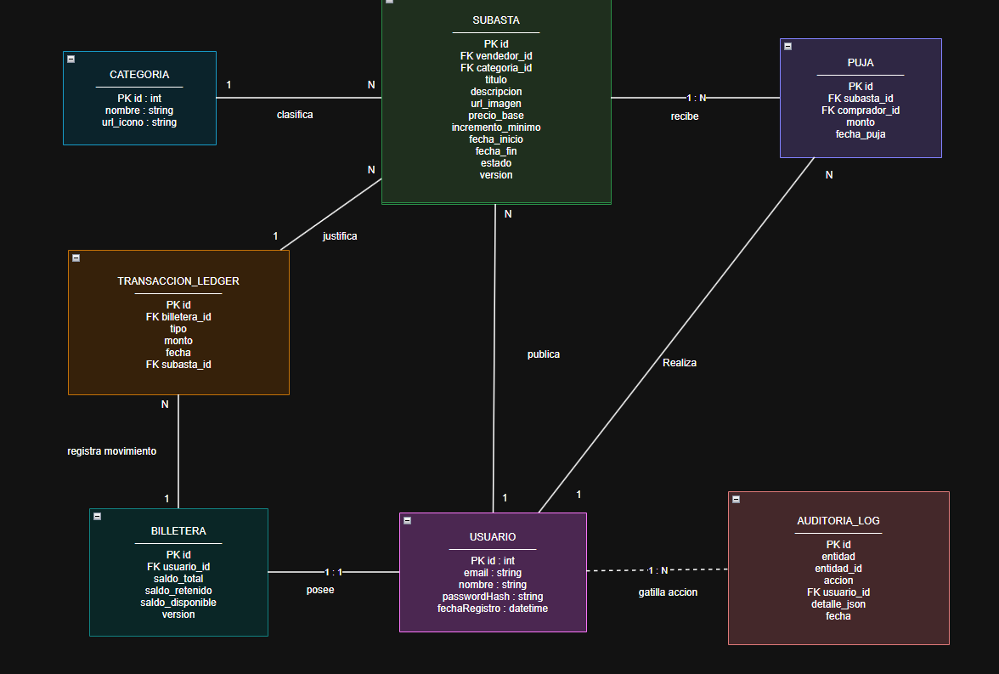 SUBASTA
PK id
FK vendedor_id
FK categoria_id
titulo
descripcion
url_imagen
precio_base
incremento_minimo
fecha_inicio
fecha_fin
estado
version
CATEGORIA
PK id : int
nombre : string
url_icono : string
1
N
clasifica
1 : N
recibe
PUJA
PK id
FK subasta_id
FK comprador_id
monto
fecha_puja
N
1
justifica
N
N
TRANSACCION_LEDGER
PK id
FK billetera_id
tipo
monto
fecha
FK subasta_id
publica
Realiza
N
registra movimiento
1
1
1
BILLETERA
PK id
FK usuario_id
saldo_total
saldo_retenido
saldo_disponible
version
1 : 1
posee
USUARIO
PK id : int
email : string
nombre : string
passwordHash : string
fechaRegistro : datetime
1 : N
gatilla accion
AUDITORIA_LOG
PK id
entidad
entidad_id
accion
FK usuario_id
detalle_json
fecha